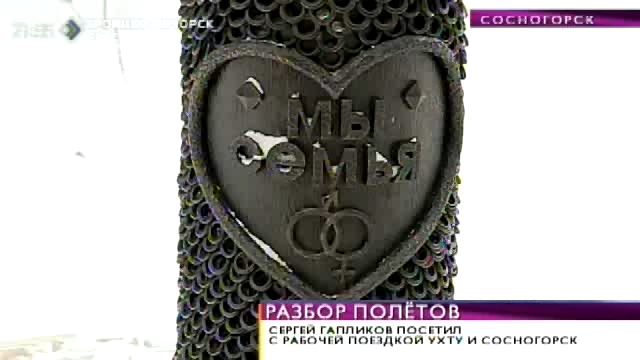 СОСНОГОРСК
МЫ
СЕМЬЯ
РАЗБОР ПОЛЁТОВ
СЕРГЕЙ ГАПЛИКОВ ПОСЕТИЛ
С РАБОЧЕЙ ПОЕЗДКОЙ УХТУ И СОСНОГОРСК